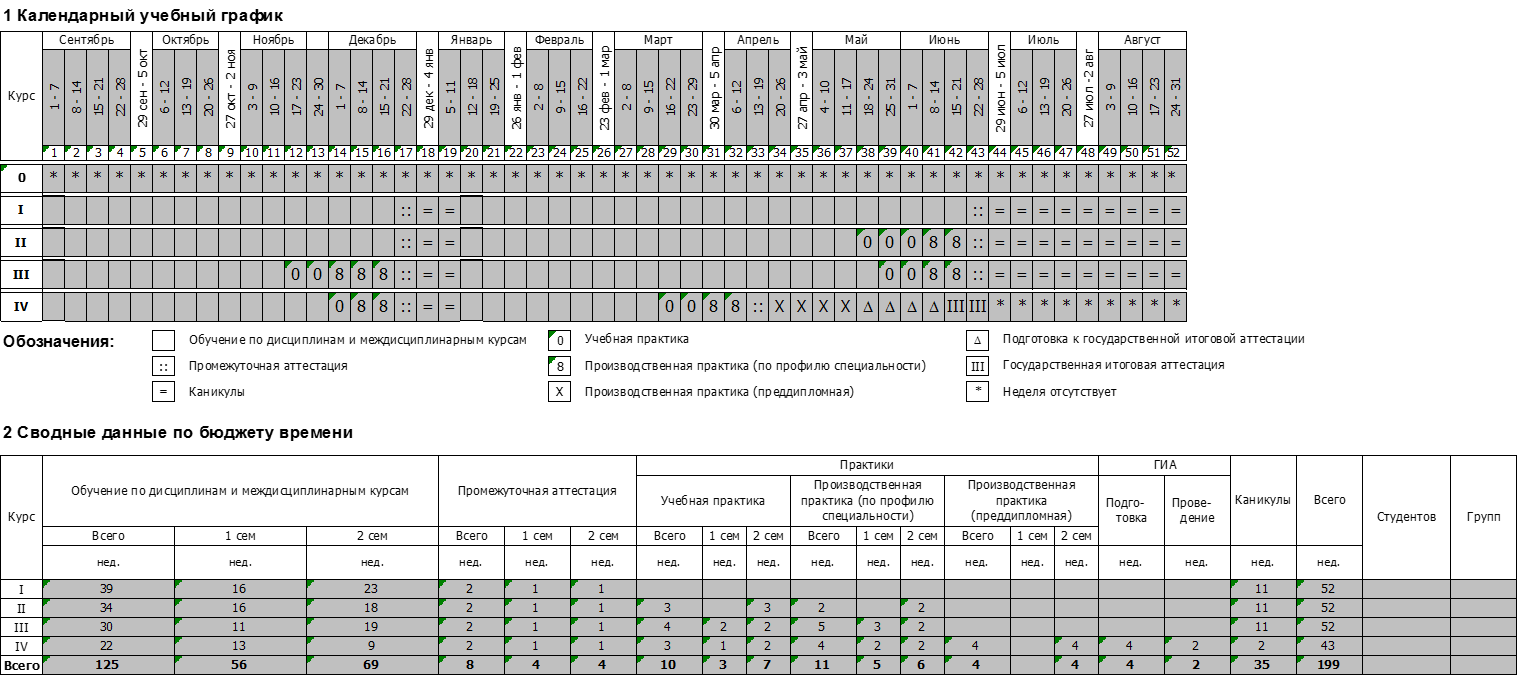 1 Календарный учебный график
Курс Сентябрь 29 сен - 5 окт Октябрь 27 окт - 2 ноя Ноябрь Декабрь 29 дек - 4 янв Январь 26 янв - 1 фев Февраль 23 фев - 1 мар Март 30 мар - 5 апр Апрель 27 апр - 3 май Май Июнь 29 июн - 5 июл Июль 27 июл -2 авг Август
1 - 7 8 - 14 15 - 21 22 - 28 6 - 12 13 - 19 20 - 26 3 - 9 10 - 16 17 - 23 24 - 30 1 - 7 8 - 14 15 - 21 22 - 28 5 - 11 12 - 18 19 - 25 2 - 8 9 - 15 16 - 22 2 - 8 9 - 15 16 - 22 23 - 29 6 - 12 13 - 19 20 - 26 4 - 10 11 - 17 18 - 24 25 - 31 1 - 7 8 - 14 15 - 21 22 - 28 6 - 12 13 - 19 20 - 26 3 - 9 10 - 16 17 - 23 24 - 31
1 2 3 4 5 6 7 8 9 10 11 12 13 14 15 16 17 18 19 20 21 22 23 24 25 26 27 28 29 30 31 32 33 34 35 36 37 38 39 40 41 42 43 44 45 46 47 48 49 50 51 52
0 * * * * * * * * * * * * * * * * * * * * * * * * * * * * * * * * * * * * * * * * * * * * * * * * * * * *
I :: = = :: = = = = = = = = =
II :: = = 0 0 0 8 8 :: = = = = = = = = =
III 0 0 8 8 8 :: = = 0 0 8 8 :: = = = = = = = = =
IV 0 8 8 :: = = 0 0 8 8 :: X X X X Δ Δ Δ Δ III III * * * * * * * * *
Обозначения: Обучение по дисциплинам и междисциплинарным курсам 0 Учебная практика Δ Подготовка к государственной итоговой аттестации
:: Промежуточная аттестация 8 Производственная практика (по профилю специальности) III Государственная итоговая аттестация
= Каникулы X Производственная практика (преддипломная) * Неделя отсутствует
2 Сводные данные по бюджету времени
Курс Обучение по дисциплинам и междисциплинарным курсам Промежуточная аттестация Практики ГИА Каникулы Всего Студентов Групп
Учебная практика Производственная практика (по профилю специальности) Производственная практика (преддипломная) Подго-товка Прове-дение
Всего 1 сем 2 сем Всего 1 сем 2 сем Всего 1 сем 2 сем Всего 1 сем 2 сем Всего 1 сем 2 сем
нед. нед. нед. нед. нед. нед. нед. нед. нед. нед. нед. нед. нед. нед. нед. нед. нед. нед. нед.
I 39 16 23 2 1 1 11 52
II 34 16 18 2 1 1 3 3 2 2 11 52
III 30 11 19 2 1 1 4 2 2 5 3 2 11 52
IV 22 13 9 2 1 1 3 1 2 4 2 2 4 4 4 2 2 43
Всего 125 56 69 8 4 4 10 3 7 11 5 6 4 4 4 2 35 199